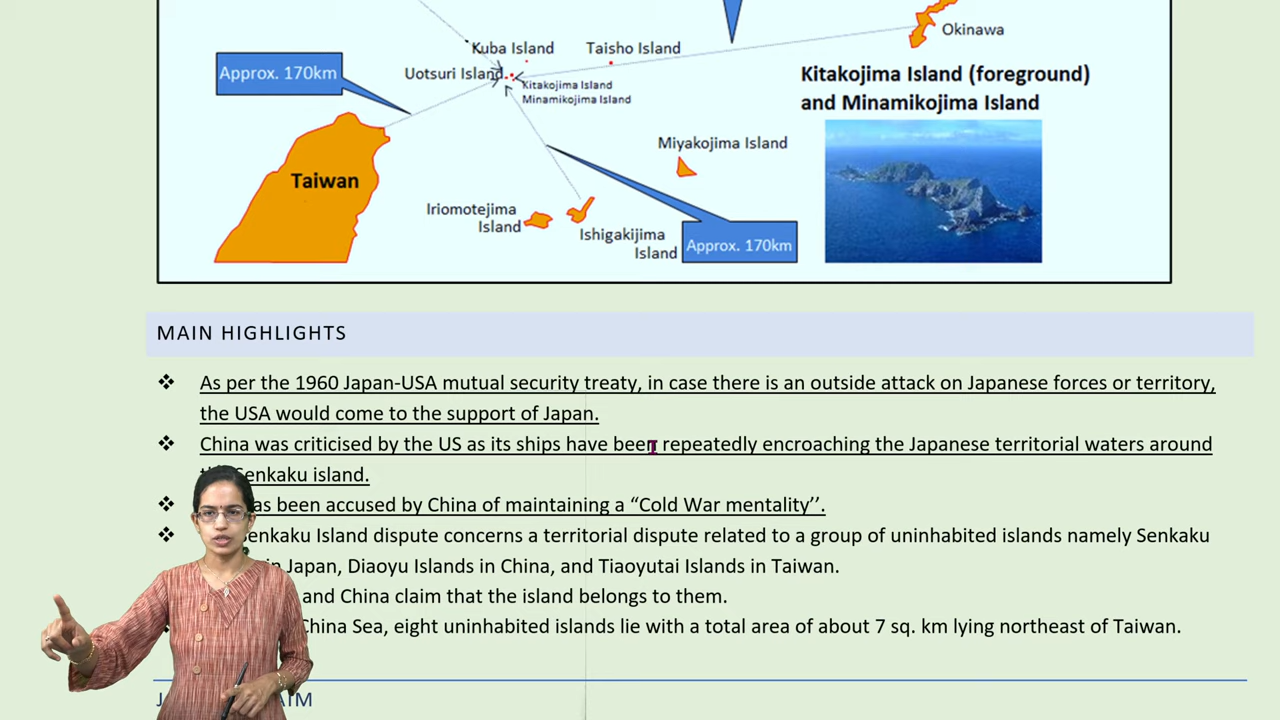 Okinawa
Kuba Island
Taisho Island
Approx. 170km
Uotsuri Island
Kitakojima Island
Minamikojima Island
Kitakojima Island (foreground)
and Minamikojima Island
Miyakojima Island
Taiwan
Iriomotejima
Island
Ishigakijima
Island
Approx. 170km
MAIN HIGHLIGHTS
❖ As per the 1960 Japan-USA mutual security treaty, in case there is an outside attack on Japanese forces or territory,
the USA would come to the support of Japan.
❖ China was criticised by the US as its ships have been repeatedly encroaching the Japanese territorial waters around
Senkaku island.
❖ has been accused by China of maintaining a “Cold War mentality’’.
❖ Senkaku Island dispute concerns a territorial dispute related to a group of uninhabited islands namely Senkaku
in Japan, Diaoyu Islands in China, and Tiaoyutai Islands in Taiwan.
and China claim that the island belongs to them.
China Sea, eight uninhabited islands lie with a total area of about 7 sq. km lying northeast of Taiwan.